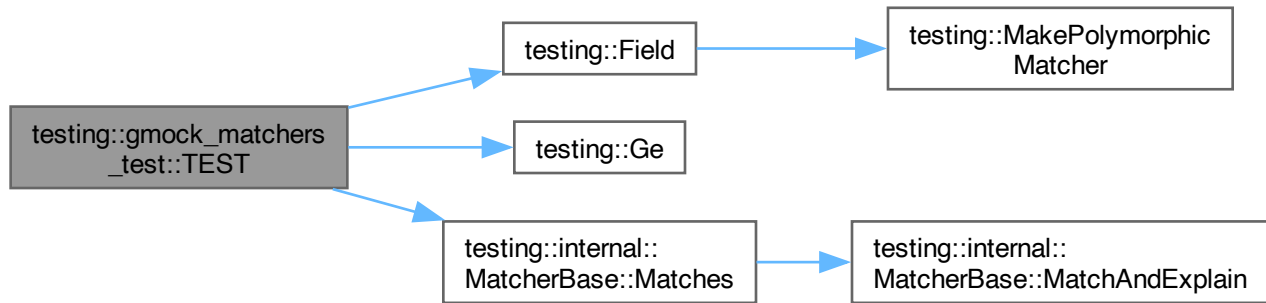 testing::gmock_matchers
_test::TEST
testing::Field
testing::MakePolymorphic
Matcher
testing::Ge
testing::internal::
MatcherBase::Matches
testing::internal::
MatcherBase::MatchAndExplain